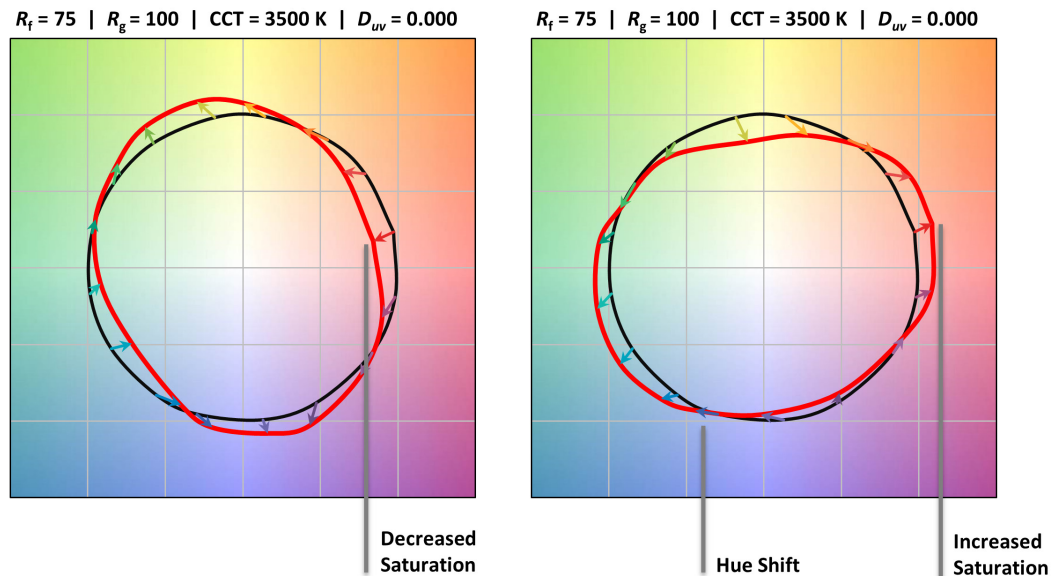 Rf = 75 | Rg = 100 | CCT = 3500 K | Duv = 0.000
Rf = 75 | Rg = 100 | CCT = 3500 K | Duv = 0.000
Decreased
Saturation
Hue Shift
Increased
Saturation